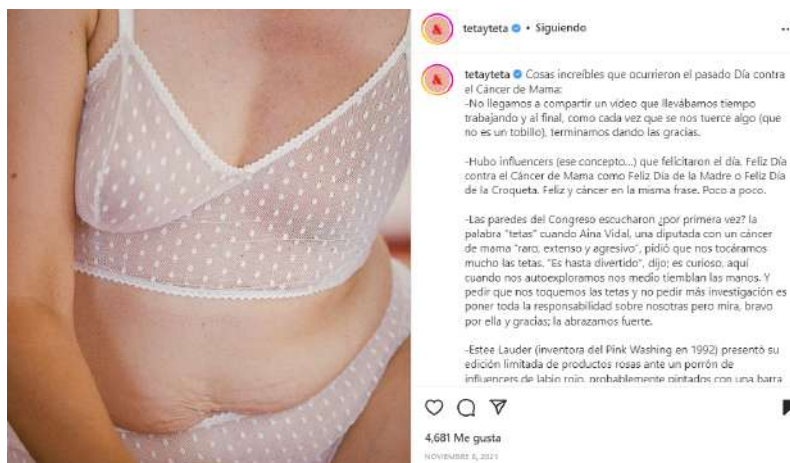 tetayteta • Siguiendo
tetayteta Cosas increíbles que ocurrieron el pasado Día contra
el Cáncer de Mama:
-No llegamos a compartir un vídeo que llevábamos tiempo
trabajando y al final, como cada vez que se nos tuerce algo (que
no es un tobillo), terminamos dando las gracias.
-Hubo influencers (ese concepto...) que felicitaron el día. Feliz Día
contra el Cáncer de Mama como Feliz Día de la Madre o Feliz Día
de la Croqueta. Feliz y cáncer en la misma frase. Poco a poco.
-Las paredes del Congreso escucharon ¿por primera vez? la
palabra "tetas" cuando Aina Vidal, una diputada con un cáncer
de mama "raro, extenso y agresivo", pidió que nos tocáramos
mucho las tetas. "Es hasta divertido", dijo; es curioso, aquí
cuando nos autoexploramos nos medio tiemblan las manos. Y
pedir que nos toquemos las tetas y no pedir más investigación es
poner toda la responsabilidad sobre nosotras pero mira, bravo
por ella y gracias; la abrazamos fuerte.
-Estee Lauder (inventora del Pink Washing en 1992) presentó su
edición limitada de productos rosas ante un porrón de
influencers de labio rojo, probablemente pintados con una barra
4,681 Me gusta
NOVIEMBRE 8, 2021